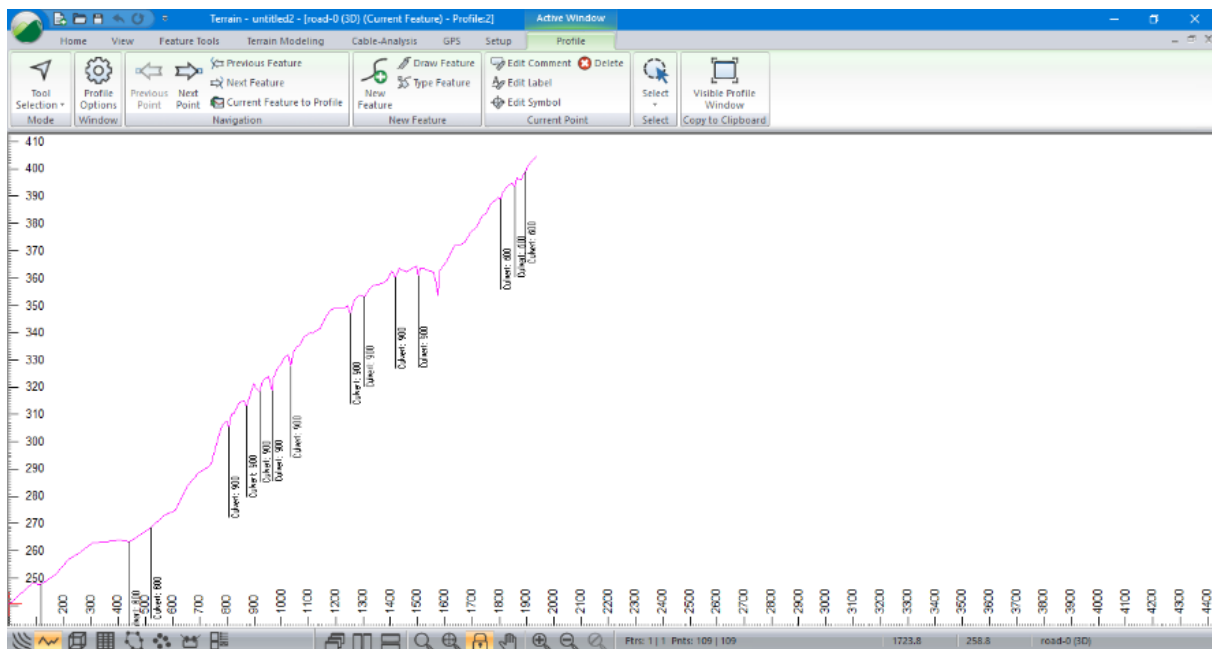 Terrain - untitled2 - [road-0 (3D) (Current Feature) - Profile:2]
Active Window
Home View Feature Tools Terrain Modeling Cable-Analysis GPS Setup Profile
Tool Selection
Mode
Profile Options
Window
Previous Point
Next Point
Previous Feature
Next Feature
Current Feature to Profile
Navigation
New Feature
Draw Feature
Type Feature
New Feature
Edit Comment
Delete
Edit Label
Edit Symbol
Current Point
Select
Select
Visible Profile Window
Copy to Clipboard
410
400
390
380
370
360
350
340
330
320
310
300
290
280
270
260
250
Culvert: 900
Culvert: 900
Culvert: 900
Culvert: 900
Culvert: 900
Culvert: 900
Culvert: 900
Culvert: 900
Culvert: 900
Culvert: 600
Culvert: 600
Culvert: 600
200 300 400 500 600 700 800 900 1000 1100 1200 1300 1400 1500 1600 1700 1800 1900 2000 2100 2200 2300 2400 2500 2600 2700 2800 2900 3000 3100 3200 3300 3400 3500 3600 3700 3800 3900 4000 4100 4200 4300
Ftrs: 1 | 1 Pnts: 109 | 109
1723.8
258.8
road-0 (3D)